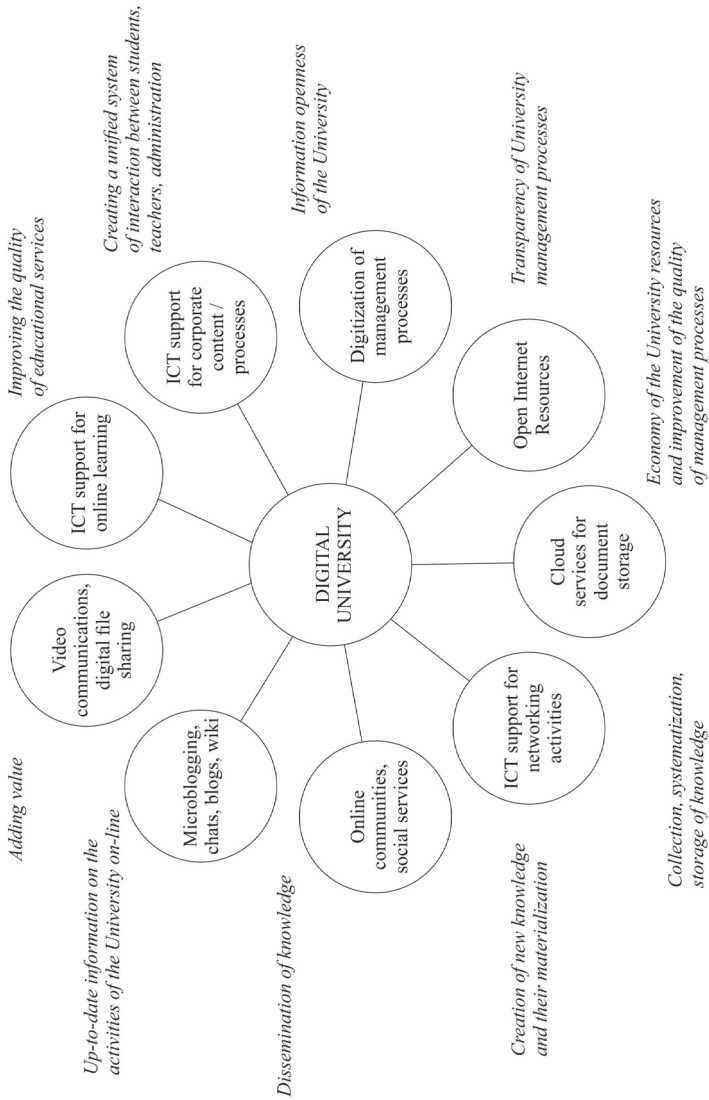 Adding value
Improving the quality
of educational services
Video
communications,
digital file
sharing
ICT support for
online learning
Up-to-date information on the
activities of the University on-line
Creating a unified system
of interaction between students,
teachers, administration
Microblogging,
chats, blogs, wiki
ICT support
for corporate
content /
processes
Dissemination of knowledge
Information openness
of the University
DIGITAL
UNIVERSITY
Online
communities,
social services
Digitization of
management
processes
ICT support for
networking
activities
Open Internet
Resources
Creation of new knowledge
and their materialization
Transparency of University
management processes
Cloud
services for
document
storage
Collection, systematization,
storage of knowledge
Economy of the University resources
and improvement of the quality
of management processes